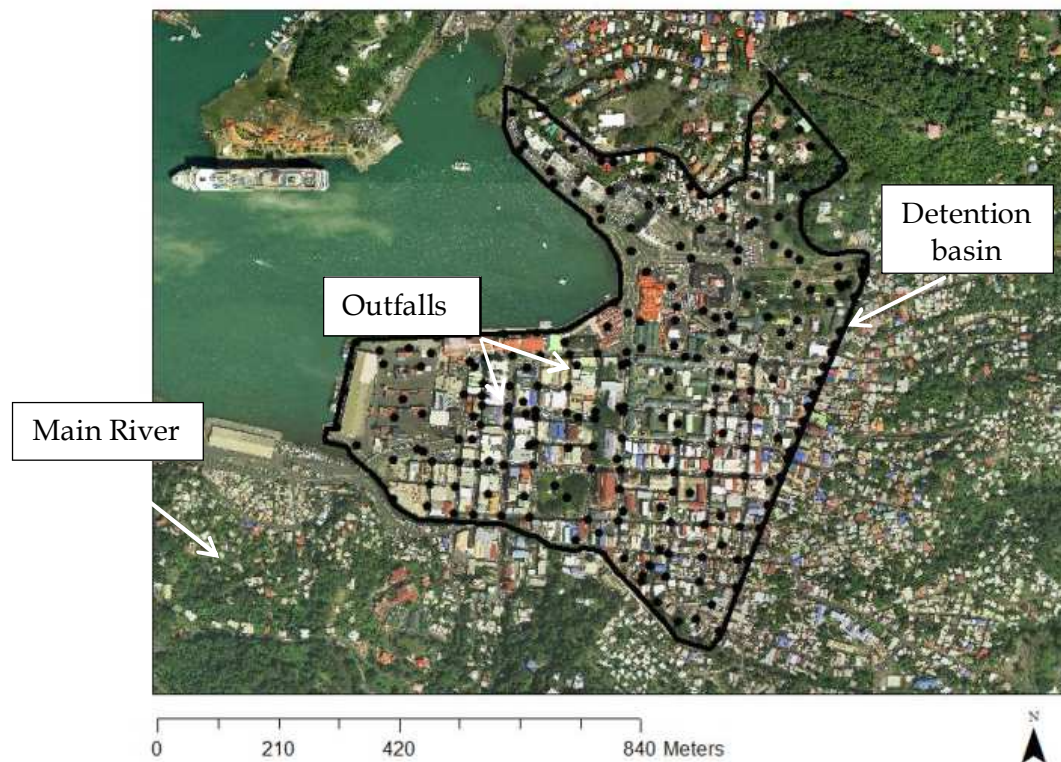 Detention
basin
Outfalls
Main River
N
0 210 420 840 Meters